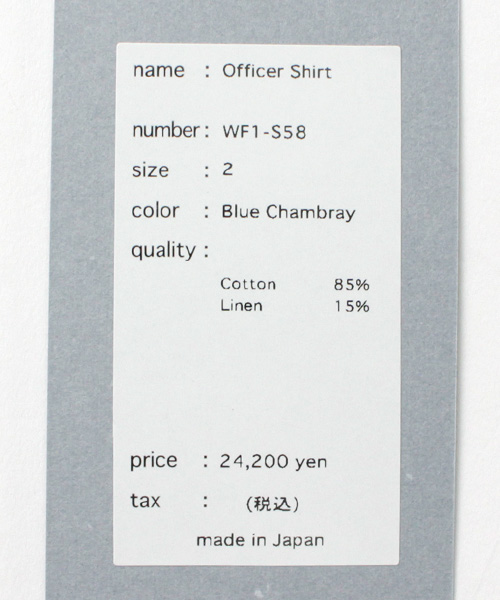 name : Officer Shirt
number : WF1-S58
size : 2
color : Blue Chambray
quality :
Cotton 85%
Linen 15%
price : 24,200 yen
tax : (税込)
made in Japan